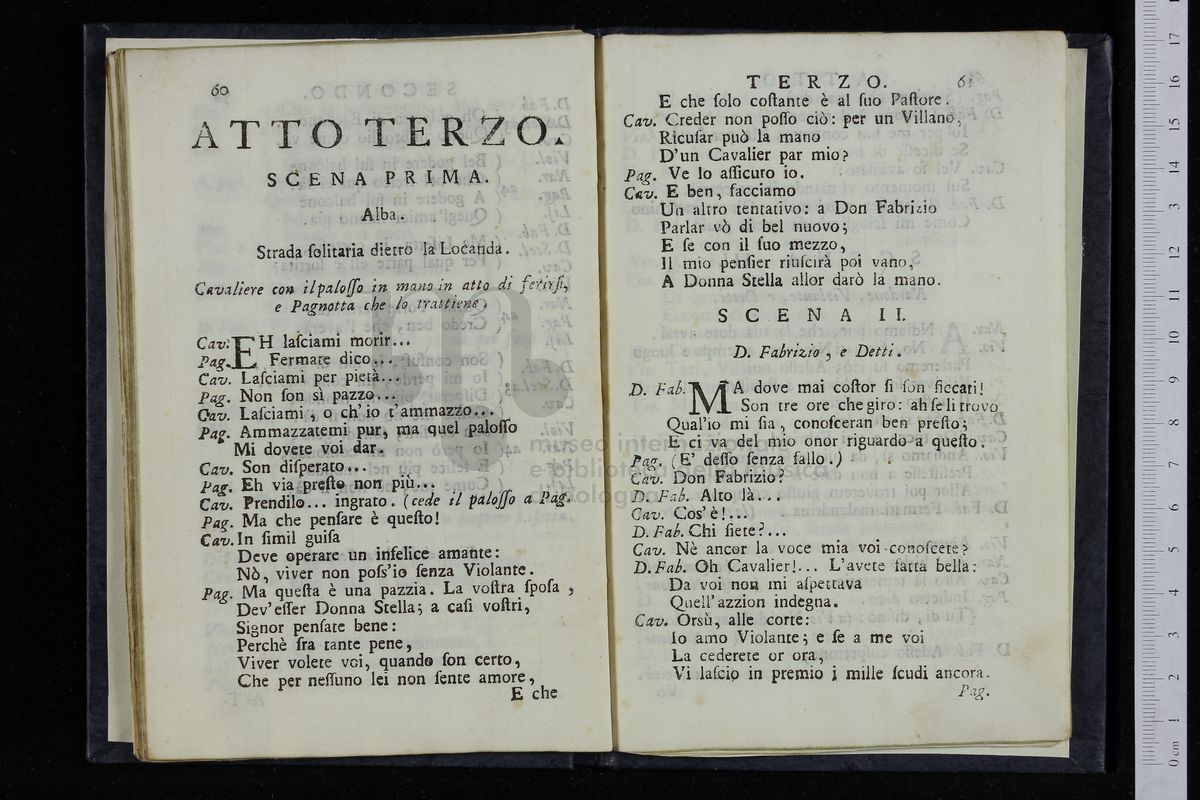 60
ATTO TERZO.
SCENA PRIMA.
Alba.
Strada ſolitaria dietro la Locanda.
Cavaliere con il paloſſo in mano in atto di ferirſi,
e Pagnotta che lo trattiene.
Cav. EH laſciami morir...
Pag. Fermate dico...
Cav. Laſciami per pietà...
Pag. Non ſon sì pazzo...
Cav. Laſciami, o ch'io t'ammazzo...
Pag. Ammazzatemi pur, ma quel paloſſo
Mi dovete voi dar.
Cav. Son diſperato...
Pag. Eh via preſto non più...
Cav. Prendilo... ingrato. (cede il paloſſo a Pag.
Pag. Ma che penſare è queſto!
Cav. In ſimil guiſa
Deve operare un infelice amante:
Nò, viver non poſs'io ſenza Violante.
Pag. Ma queſta è una pazzia. La voſtra ſpoſa,
Dev'eſſer Donna Stella; a caſi voſtri,
Signor penſate bene:
Perchè fra tante pene,
Viver volete voi, quando ſon certo,
Che per neſſuno lei non ſente amore,
E che
TERZO. 61
E che ſolo coſtante è al ſuo Paſtore.
Cav. Creder non poſſo ciò: per un Villano,
Ricuſar può la mano
D'un Cavalier par mio?
Pag. Ve lo aſſicuro io.
Cav. E ben, facciamo
Un altro tentativo: a Don Fabrizio
Parlar vò di bel nuovo;
E ſe con il ſuo mezzo,
Il mio penſier riuſcirà poi vano,
A Donna Stella allor darò la mano.
SCENA II.
D. Fabrizio, e Detti.
D. Fab. MA dove mai coſtor ſi ſon ficcati!
Son tre ore che giro: ah ſe li trovo
Qual'io mi ſia, conoſceran ben preſto;
E ci va del mio onor riguardo a queſto.
Pag. (E' deſſo ſenza fallo.)
Cav. Don Fabrizio?
D. Fab. Alto là...
Cav. Cos'è!...
D. Fab. Chi ſiete?...
Cav. Nè ancor la voce mia voi conoſcete?
D. Fab. Oh Cavalier!... L'avete fatta bella:
Da voi non mi aſpettava
Quell'azzion indegna.
Cav. Orsù, alle corte:
Io amo Violante; e ſe a me voi
La cederete or ora,
Vi laſcio in premio i mille ſcudi ancora.
Pag.